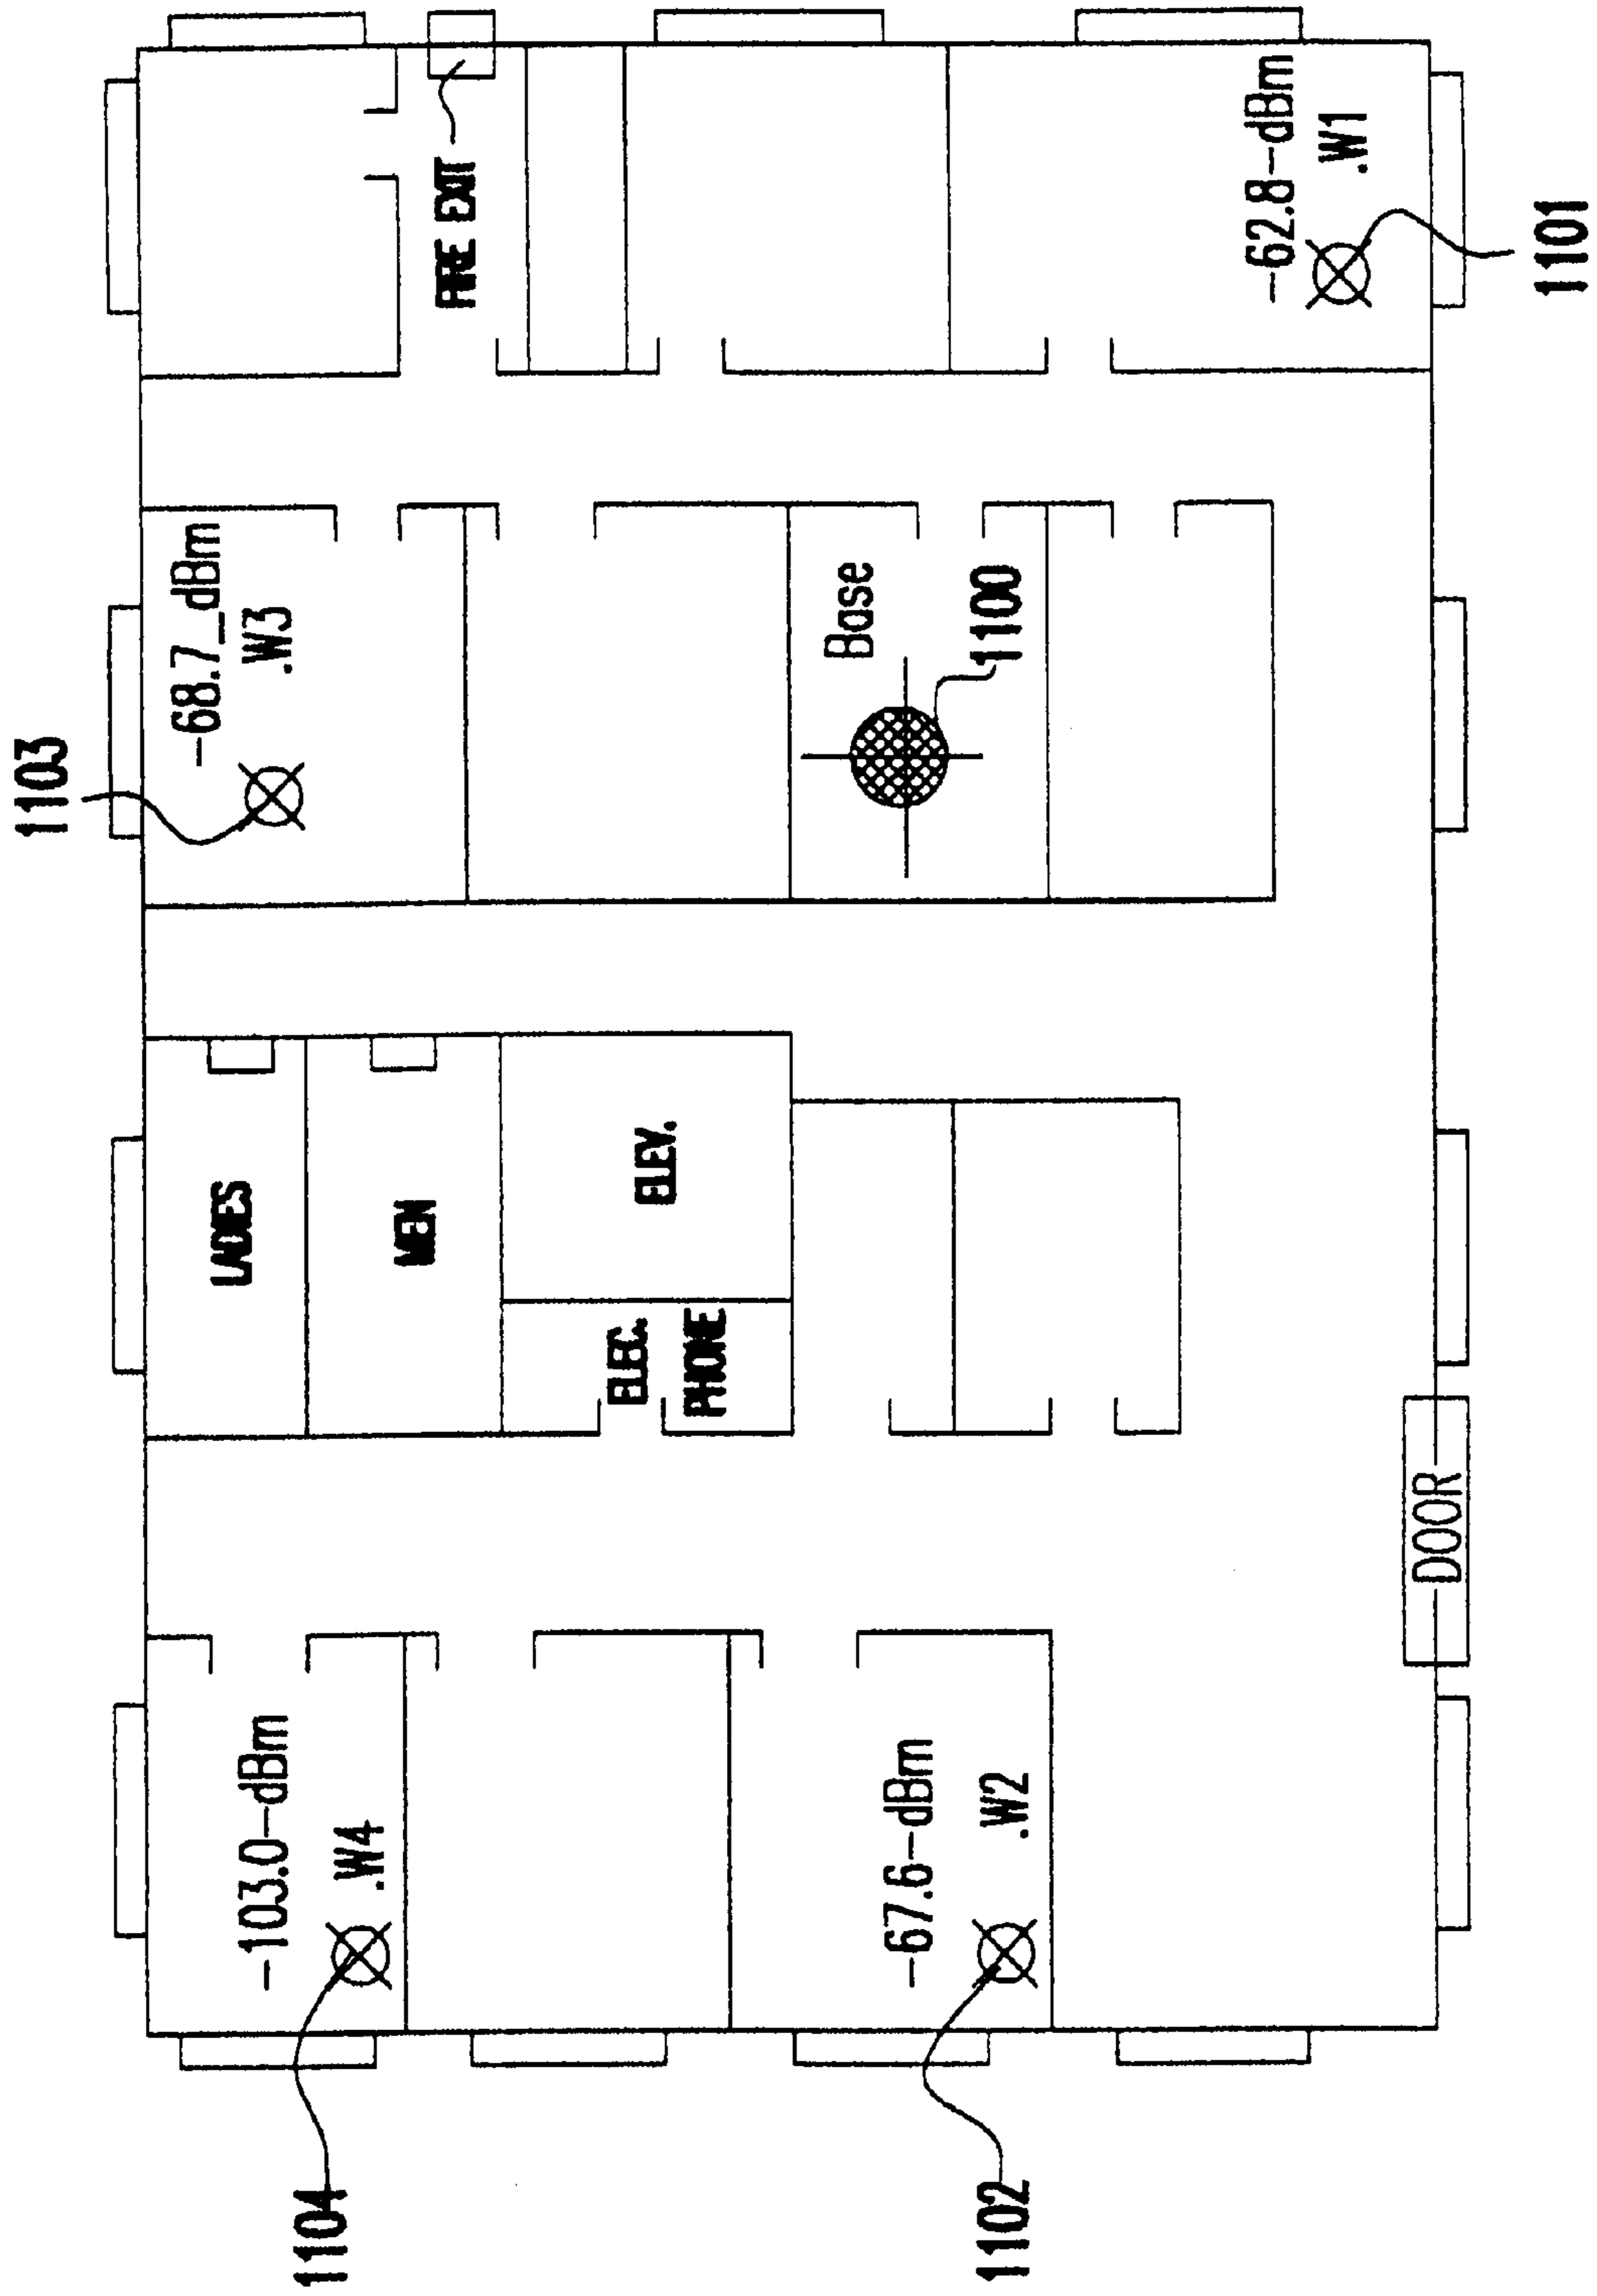 1103
-68.7_dBm
.W3
LADIES
-103.0-dBm
.W4
1104
MEN
FIRE EXIT
ELEC.
PHONE
ELEV.
Base
1100
-67.6-dBm
.W2
1102
-62.8-dBm
.W1
DOOR
1101